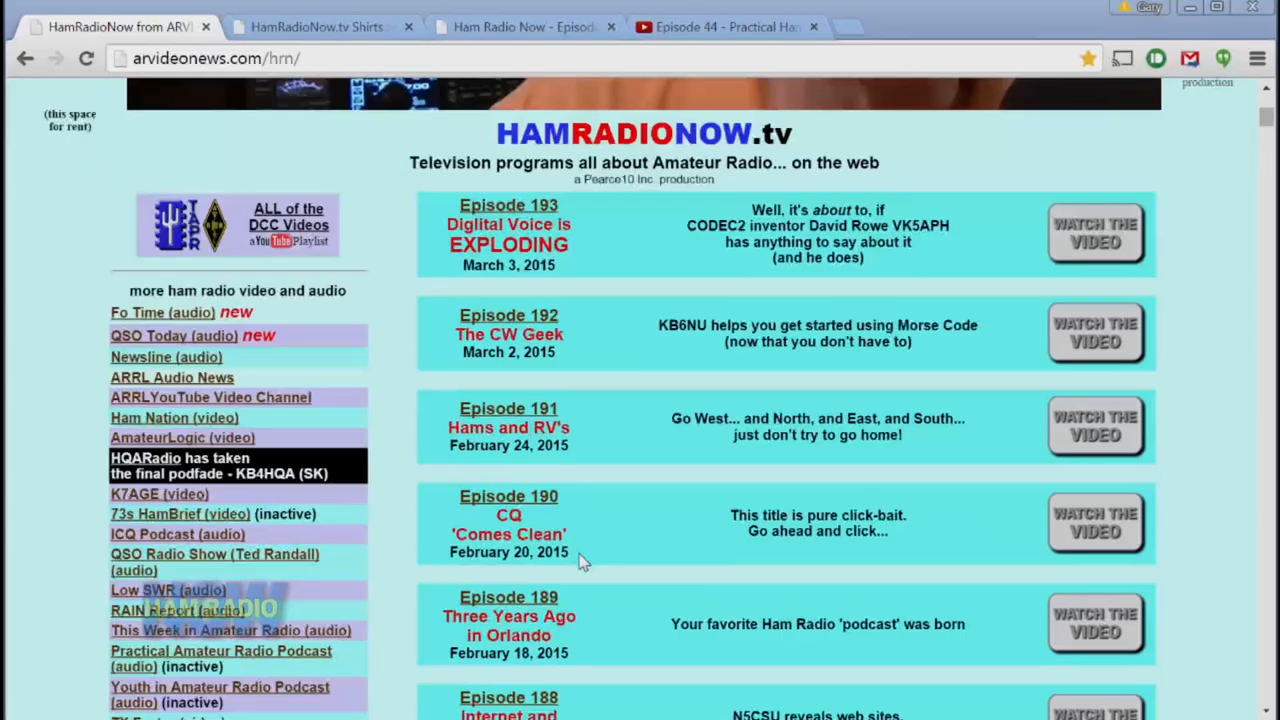 Gary
HamRadioNow from ARVI
HamRadioNow.tv Shirts
Ham Radio Now - Episod
Episode 44 - Practical Ha
arvideonews.com/hrn/
(this space
for rent)
production
HAMRADIONOW.tv
Television programs all about Amateur Radio... on the web
a Pearce10 Inc. production
TAPR
ALL of the
DCC Videos
a YouTube Playlist
more ham radio video and audio
Fo Time (audio) new
QSO Today (audio) new
Newsline (audio)
ARRL Audio News
ARRLYouTube Video Channel
Ham Nation (video)
AmateurLogic (video)
HQARadio has taken
the final podfade - KB4HQA (SK)
K7AGE (video)
73s HamBrief (video) (inactive)
ICQ Podcast (audio)
QSO Radio Show (Ted Randall)
(audio)
Low SWR (audio)
RAIN Report (audio)
HAM RADIO
This Week in Amateur Radio (audio)
Practical Amateur Radio Podcast
(audio) (inactive)
Youth in Amateur Radio Podcast
(audio) (inactive)
Episode 193
Diglital Voice is
EXPLODING
March 3, 2015
Well, it's about to, if
CODEC2 inventor David Rowe VK5APH
has anything to say about it
(and he does)
WATCH THE
VIDEO
Episode 192
The CW Geek
March 2, 2015
KB6NU helps you get started using Morse Code
(now that you don't have to)
WATCH THE
VIDEO
Episode 191
Hams and RV's
February 24, 2015
Go West... and North, and East, and South...
just don't try to go home!
WATCH THE
VIDEO
Episode 190
CQ
'Comes Clean'
February 20, 2015
This title is pure click-bait.
Go ahead and click...
WATCH THE
VIDEO
Episode 189
Three Years Ago
in Orlando
February 18, 2015
Your favorite Ham Radio 'podcast' was born
WATCH THE
VIDEO
Episode 188
Internet and
N5CSU reveals web sites,
WATCH THE